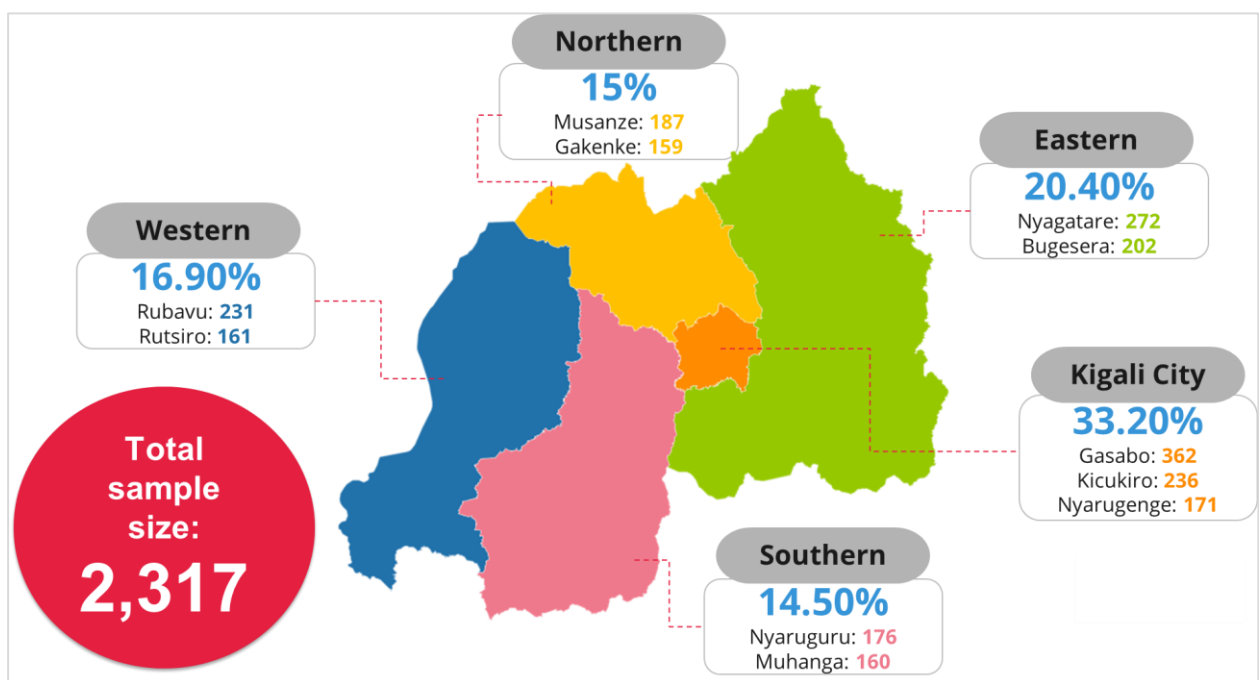 Northern
15%
Musanze: 187
Gakenke: 159
Eastern
20.40%
Nyagatare: 272
Bugesera: 202
Western
16.90%
Rubavu: 231
Rutsiro: 161
Kigali City
33.20%
Gasabo: 362
Kicukiro: 236
Nyarugenge: 171
Total
sample
size:
2,317
Southern
14.50%
Nyaruguru: 176
Muhanga: 160